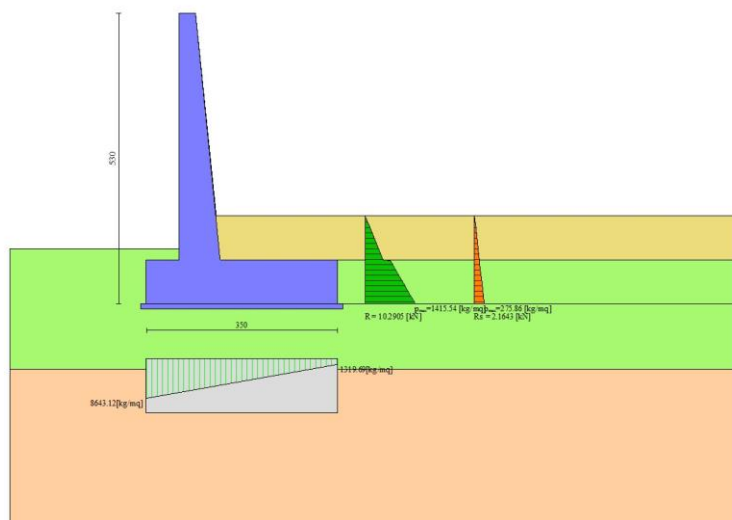 530
=1415.54 [kg/mq]
=275.86 [kg/mq]
R = 10.2905 [kN]
Rs = 2.1643 [kN]
350
1319.69[kg/mq]
8643.12[kg/mq]